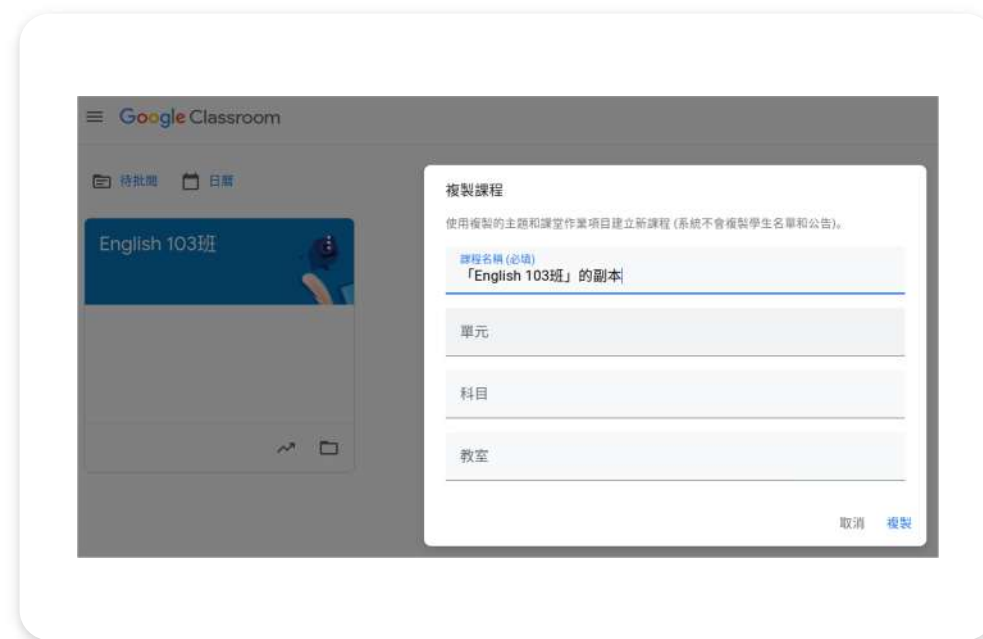 Google Classroom
待批閱 日曆
English 103班
複製課程
使用複製的主題和課堂作業項目建立新課程 (系統不會複製學生名單和公告)。
課程名稱 (必填)
「English 103班」的副本
單元
科目
教室
取消 複製